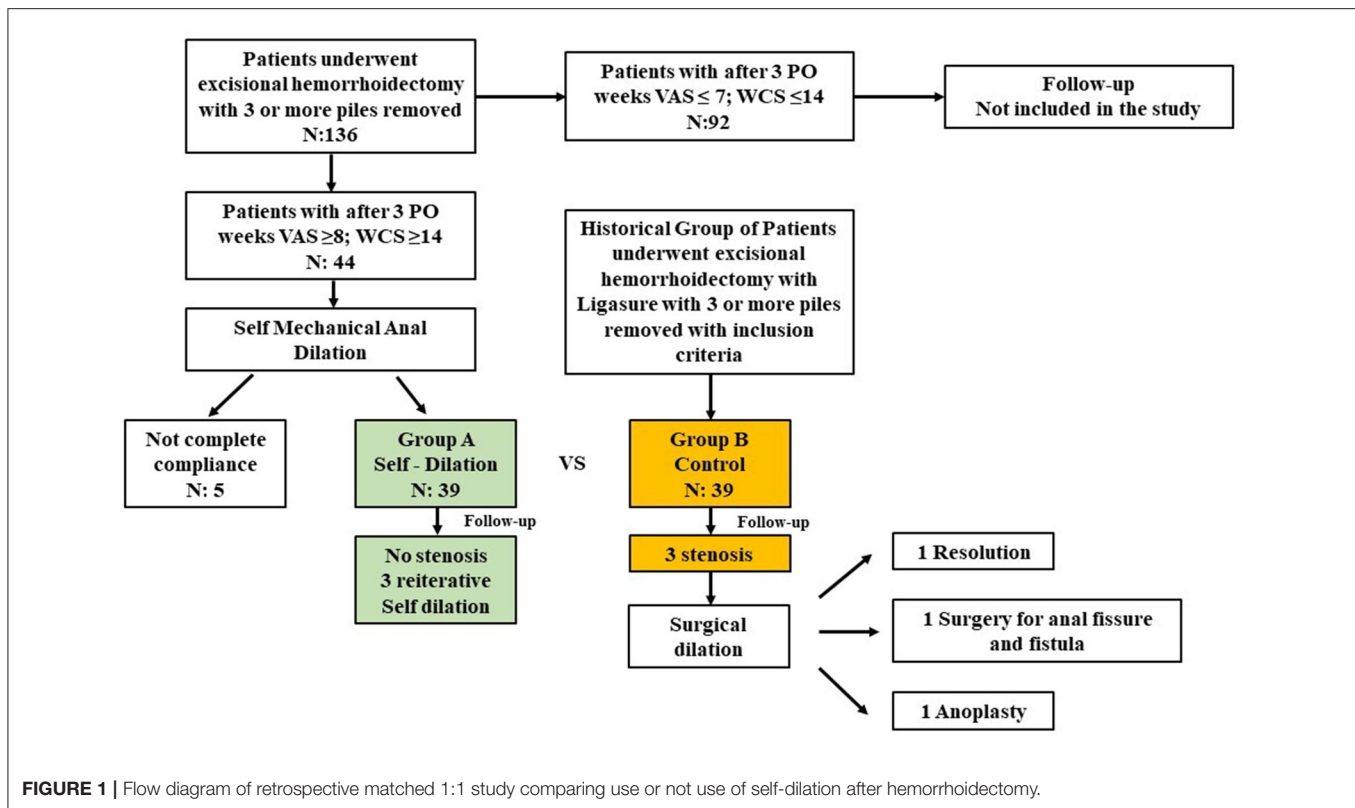 Patients underwent
excisional hemorrhoidectomy
with 3 or more piles removed
N:136
Patients with after 3 PO
weeks VAS ≤ 7; WCS ≤14
N:92
Follow-up
Not included in the study
Patients with after 3 PO
weeks VAS ≥8; WCS ≥14
N: 44
Self Mechanical Anal
Dilation
Not complete
compliance
N: 5
Group A
Self - Dilation
N: 39
Follow-up
No stenosis
3 reiterative
Self dilation
VS
Historical Group of Patients
underwent excisional
hemorrhoidectomy with
Ligasure with 3 or more piles
removed with inclusion
criteria
Group B
Control
N: 39
Follow-up
3 stenosis
Surgical
dilation
1 Resolution
1 Surgery for anal fissure
and fistula
1 Anoplasty
FIGURE 1 | Flow diagram of retrospective matched 1:1 study comparing use or not use of self-dilation after hemorrhoidectomy.